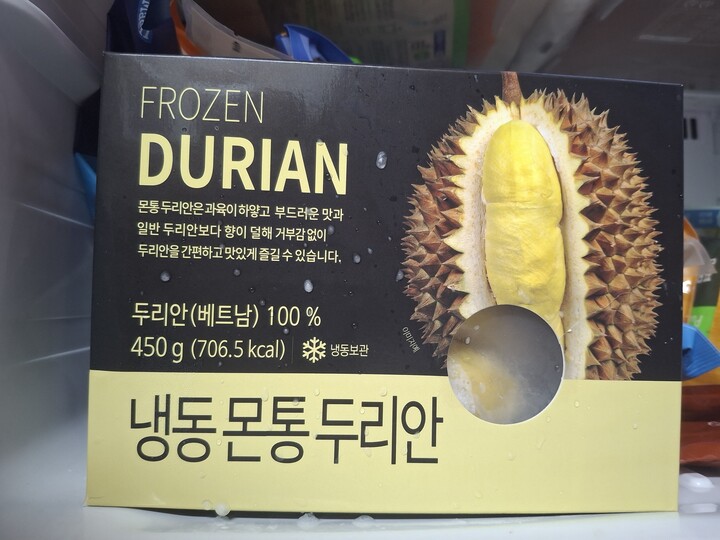 FROZEN
DURIAN
몬통 두리안은 과육이 하얗고 부드러운 맛과
일반 두리안보다 향이 덜해 거부감 없이
두리안을 간편하고 맛있게 즐길 수 있습니다.
두리안(베트남) 100 %
450 g (706.5 kcal) 냉동보관
이미지예
냉동 몬통 두리안